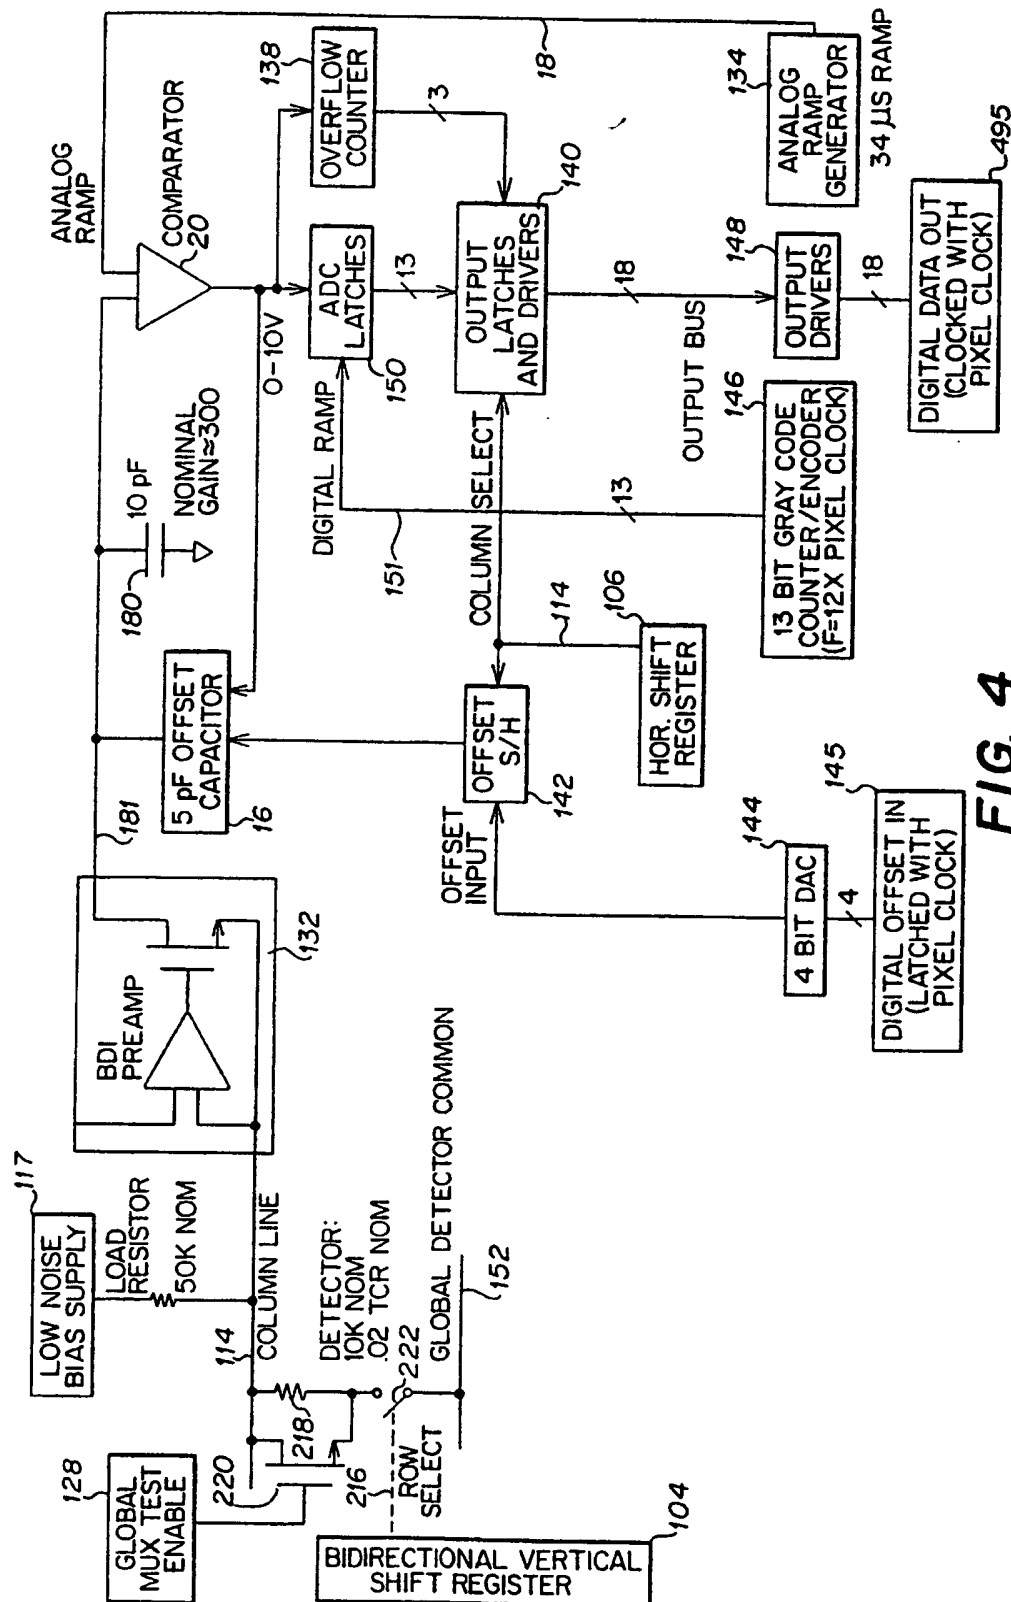 117
LOW NOISE
BIAS SUPPLY
LOAD
RESISTOR
50K NOM
128
GLOBAL
MUX TEST
ENABLE
114
COLUMN LINE
220
218
216
DETECTOR:
10K NOM
.02 TCR NOM
222
ROW
SELECT
GLOBAL DETECTOR COMMON
152
BIDIRECTIONAL VERTICAL
SHIFT REGISTER
104
BDI
PREAMP
132
181
5 pF OFFSET
CAPACITOR
16
180
10 pF
NOMINAL
GAIN≈300
ANALOG
RAMP
COMPARATOR
20
0-10V
18
138
OVERFLOW
COUNTER
3
ADC
LATCHES
150
13
DIGITAL RAMP
151
OUTPUT
LATCHES
AND DRIVERS
140
COLUMN SELECT
OFFSET
S/H
142
OFFSET
INPUT
114
106
HOR. SHIFT
REGISTER
13
18
OUTPUT BUS
134
ANALOG
RAMP
GENERATOR
34 µS RAMP
148
OUTPUT
DRIVERS
18
146
13 BIT GRAY CODE
COUNTER/ENCODER
(F=12X PIXEL CLOCK)
144
4 BIT DAC
4
145
DIGITAL OFFSET IN
(LATCHED WITH
PIXEL CLOCK)
495
DIGITAL DATA OUT
(CLOCKED WITH
PIXEL CLOCK)
FIG. 4